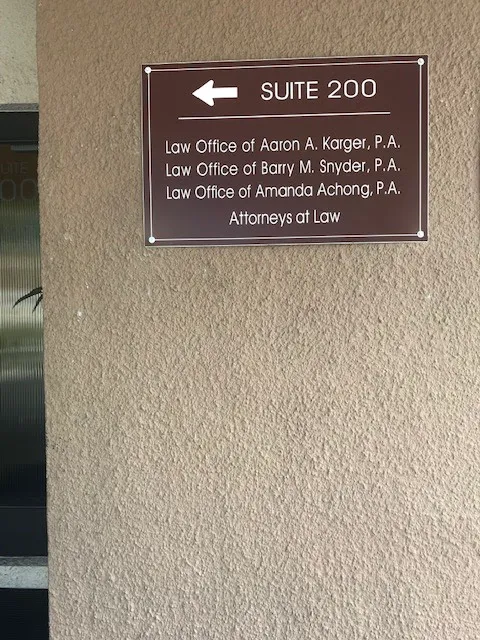 SUITE 200
Law Office of Aaron A. Karger, P.A.
Law Office of Barry M. Snyder, P.A.
Law Office of Amanda Achong, P.A.
Attorneys at Law